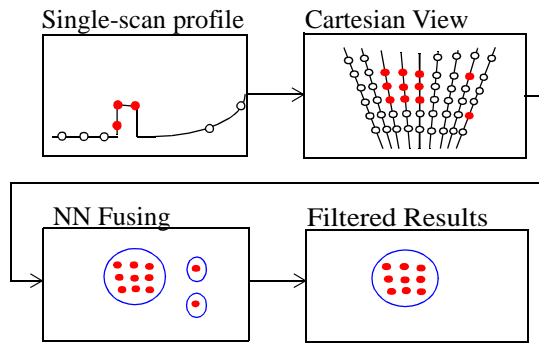 Single-scan profile
Cartesian View
NN Fusing
Filtered Results